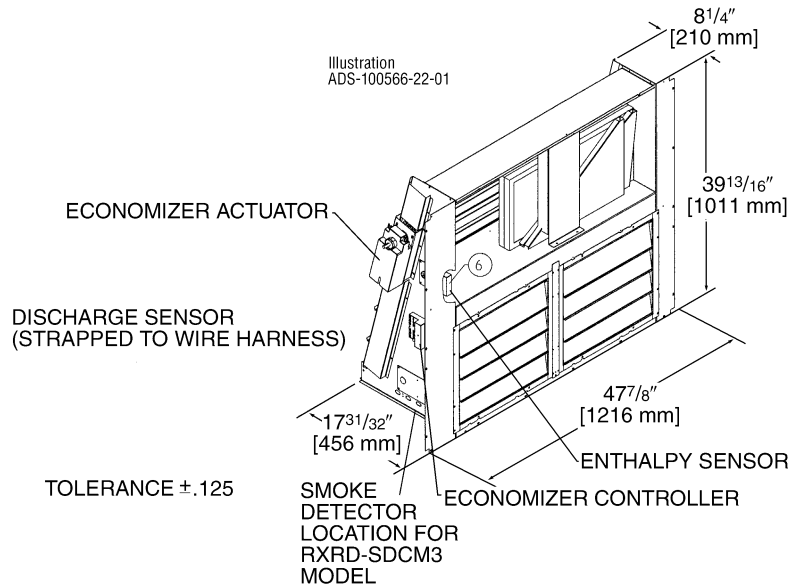 8 1/4"
[210 mm]
Illustration
ADS-100566-22-01
39 13/16"
[1011 mm]
ECONOMIZER ACTUATOR
6
DISCHARGE SENSOR
(STRAPPED TO WIRE HARNESS)
47 7/8"
[1216 mm]
17 31/32"
[456 mm]
ENTHALPY SENSOR
TOLERANCE ±.125
SMOKE
DETECTOR
LOCATION FOR
RXRD-SDCM3
MODEL
ECONOMIZER CONTROLLER